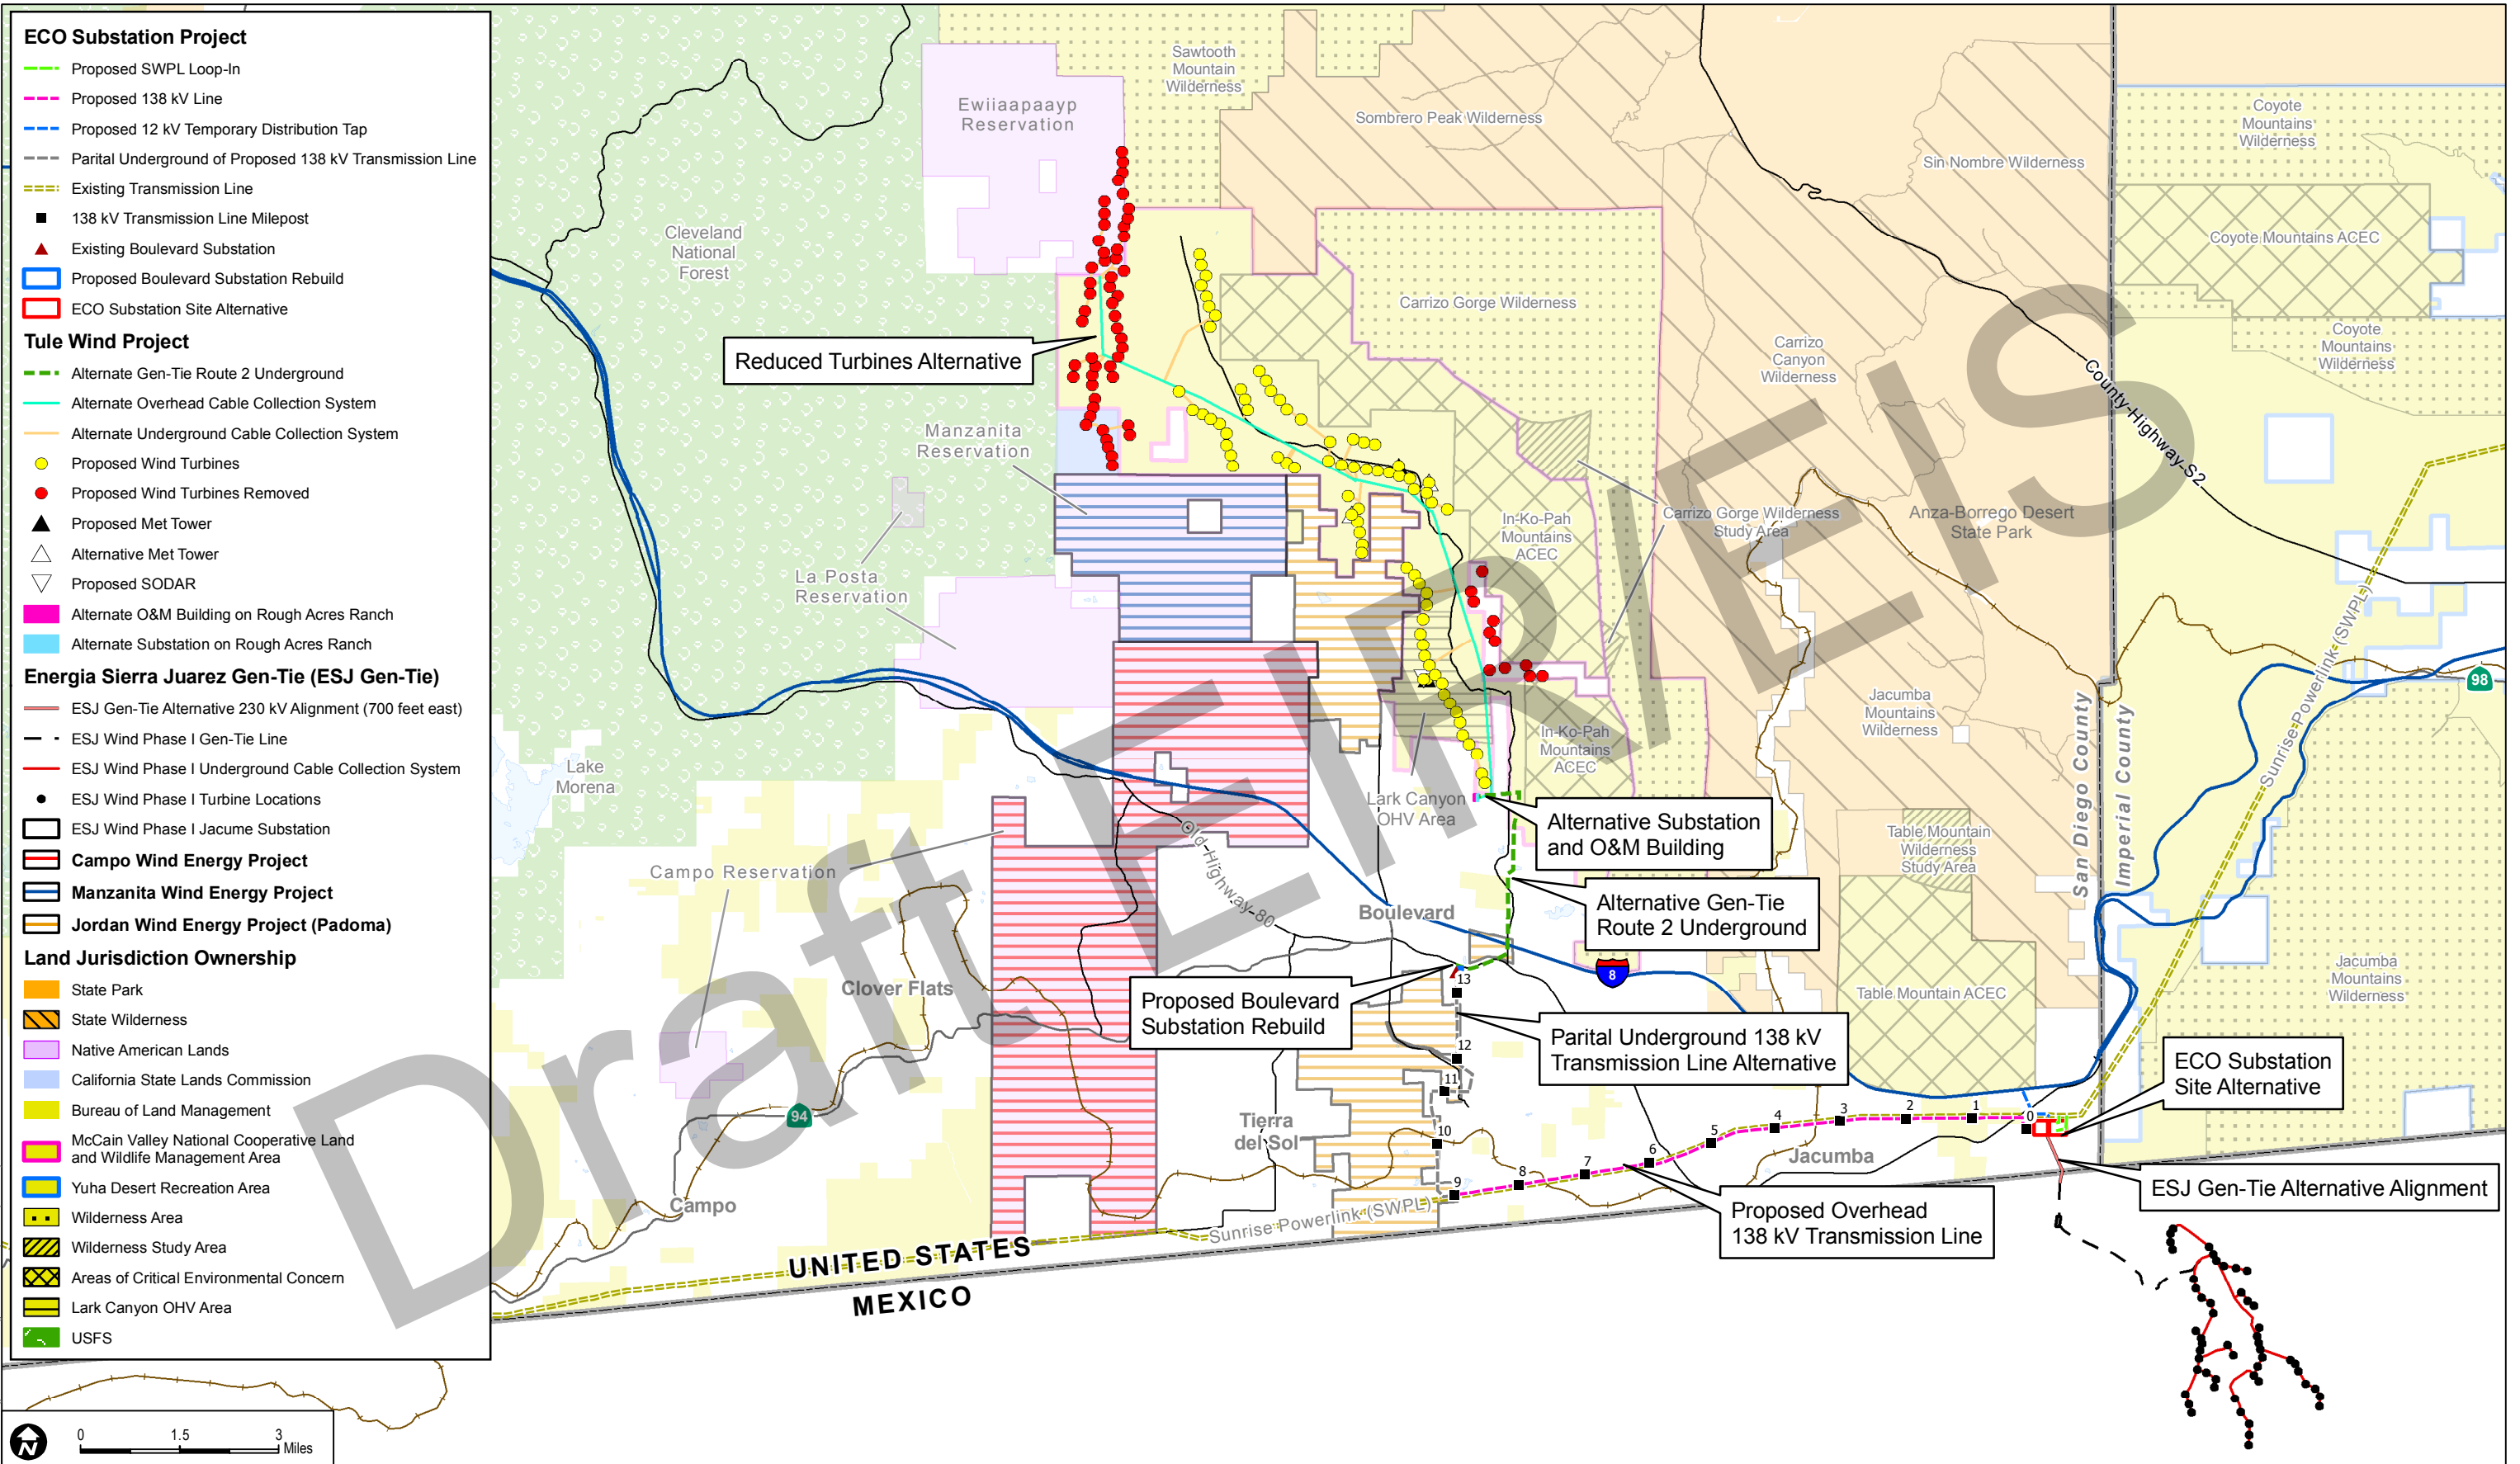 ECO Substation Project
Proposed SWPL Loop-In
Proposed 138 kV Line
Proposed 12 kV Temporary Distribution Tap
Parital Underground of Proposed 138 kV Transmission Line
Existing Transmission Line
138 kV Transmission Line Milepost
Existing Boulevard Substation
Proposed Boulevard Substation Rebuild
ECO Substation Site Alternative
Tule Wind Project
Alternate Gen-Tie Route 2 Underground
Alternate Overhead Cable Collection System
Alternate Underground Cable Collection System
Proposed Wind Turbines
Proposed Wind Turbines Removed
Proposed Met Tower
Alternative Met Tower
Proposed SODAR
Alternate O&M Building on Rough Acres Ranch
Alternate Substation on Rough Acres Ranch
Energia Sierra Juarez Gen-Tie (ESJ Gen-Tie)
ESJ Gen-Tie Alternative 230 kV Alignment (700 feet east)
ESJ Wind Phase I Gen-Tie Line
ESJ Wind Phase I Underground Cable Collection System
ESJ Wind Phase I Turbine Locations
ESJ Wind Phase I Jacume Substation
Campo Wind Energy Project
Manzanita Wind Energy Project
Jordan Wind Energy Project (Padoma)
Land Jurisdiction Ownership
State Park
State Wilderness
Native American Lands
California State Lands Commission
Bureau of Land Management
McCain Valley National Cooperative Land
and Wildlife Management Area
Yuha Desert Recreation Area
Wilderness Area
Wilderness Study Area
Areas of Critical Environmental Concern
Lark Canyon OHV Area
USFS
N
0 1.5 3
Miles
Sawtooth
Mountain
Wilderness
Ewiiaapaayp
Reservation
Sombrero Peak Wilderness
Sin Nombre Wilderness
Coyote
Mountains
Wilderness
Cleveland
National
Forest
Coyote Mountains ACEC
Carrizo Gorge Wilderness
Coyote
Mountains
Wilderness
Carrizo
Canyon
Wilderness
Reduced Turbines Alternative
County-Highway-S2
Manzanita
Reservation
In-Ko-Pah
Mountains
ACEC
Carrizo Gorge Wilderness
Study Area
Anza-Borrego Desert
State Park
La Posta
Reservation
Sunrise Powerlink (SWPL)
98
Jacumba
Mountains
Wilderness
San Diego County
Imperial County
In-Ko-Pah
Mountains
ACEC
Lake
Morena
Lark Canyon
OHV Area
Alternative Substation
and O&M Building
Table Mountain
Wilderness
Study Area
Old-Highway-80
Campo Reservation
Alternative Gen-Tie
Route 2 Underground
Boulevard
8
Jacumba
Mountains
Wilderness
Clover Flats
Proposed Boulevard
Substation Rebuild
13
Table Mountain ACEC
Parital Underground 138 kV
Transmission Line Alternative
12
11
10
9
8
7
6
5
4
3
2
1
0
ECO Substation
Site Alternative
94
Tierra
del Sol
Jacumba
ESJ Gen-Tie Alternative Alignment
Campo
Sunrise Powerlink (SWPL)
Proposed Overhead
138 kV Transmission Line
UNITED STATES
MEXICO
Draft EIR/EIS